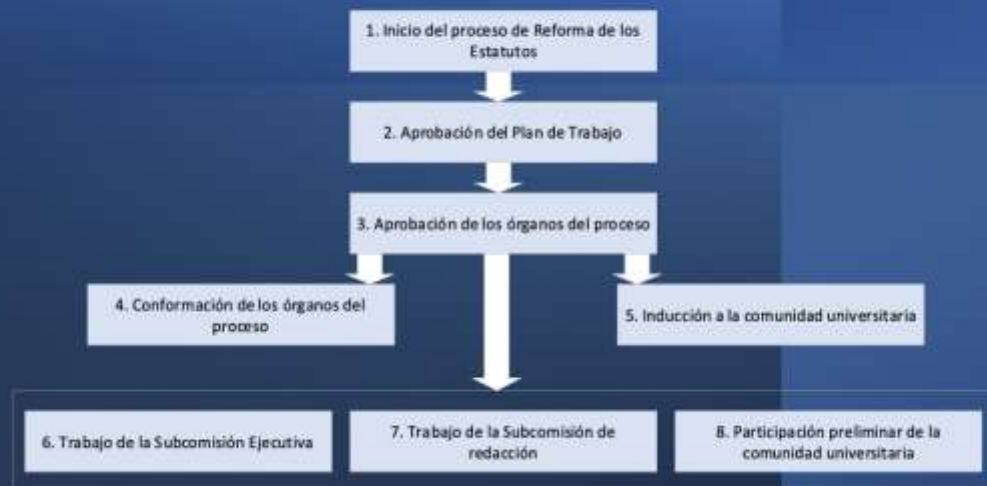 1. Inicio del proceso de Reforma de los
Estatutos
2. Aprobación del Plan de Trabajo
3. Aprobación de los órganos del proceso
4. Conformación de los órganos del
proceso
5. Inducción a la comunidad universitaria
6. Trabajo de la Subcomisión Ejecutiva
7. Trabajo de la Subcomisión de
redacción
8. Participación preliminar de la
comunidad universitaria